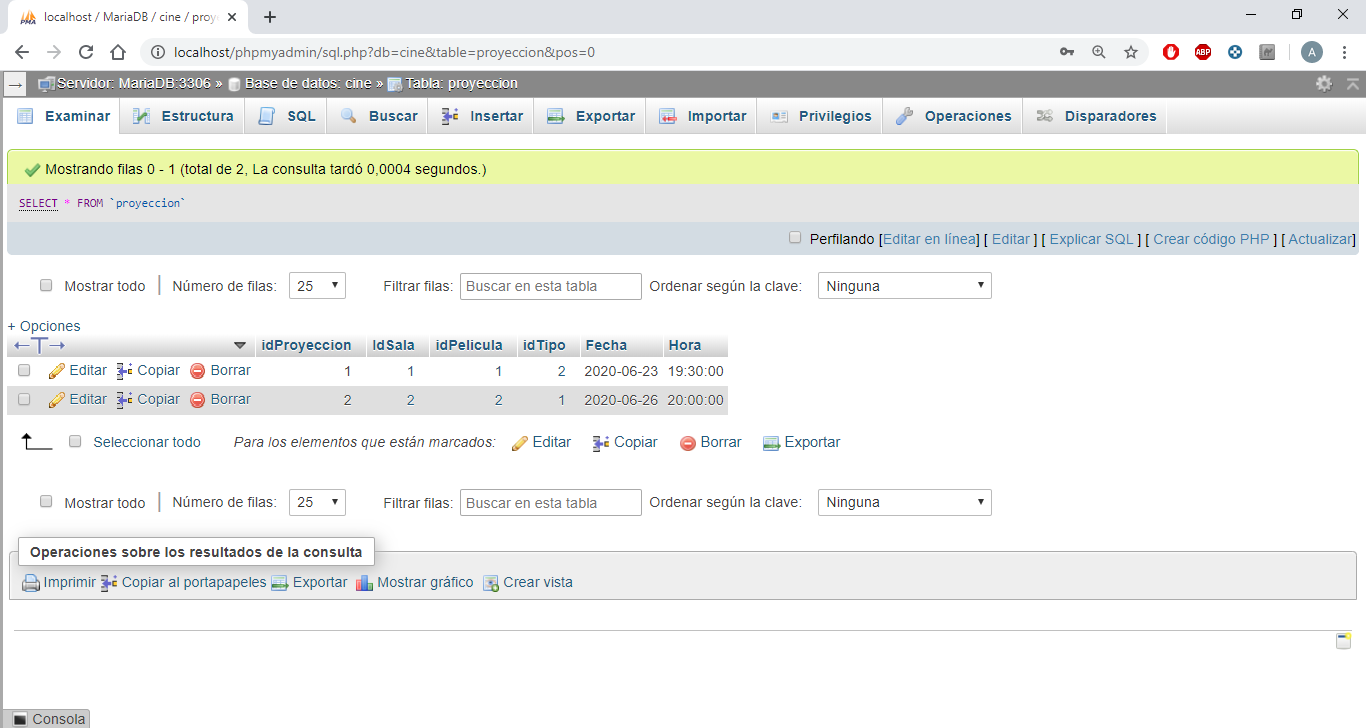 localhost / MariaDB / cine / proy
localhost/phpmyadmin/sql.php?db=cine&table=proyeccion&pos=0
ABP
A
Servidor: MariaDB:3306 » Base de datos: cine » Tabla: proyeccion
Examinar Estructura SQL Buscar Insertar Exportar Importar Privilegios Operaciones Disparadores
Mostrando filas 0 - 1 (total de 2, La consulta tardó 0,0004 segundos.)
SELECT * FROM `proyeccion`
Perfilando [Editar en línea] [ Editar ] [ Explicar SQL ] [ Crear código PHP ] [ Actualizar]
Mostrar todo | Número de filas: 25 Filtrar filas: Buscar en esta tabla Ordenar según la clave: Ninguna
+ Opciones
←T→ idProyeccion IdSala idPelicula idTipo Fecha Hora
Editar Copiar Borrar 1 1 1 2 2020-06-23 19:30:00
Editar Copiar Borrar 2 2 2 1 2020-06-26 20:00:00
Seleccionar todo Para los elementos que están marcados: Editar Copiar Borrar Exportar
Mostrar todo | Número de filas: 25 Filtrar filas: Buscar en esta tabla Ordenar según la clave: Ninguna
Operaciones sobre los resultados de la consulta
Imprimir Copiar al portapapeles Exportar Mostrar gráfico Crear vista
Consola